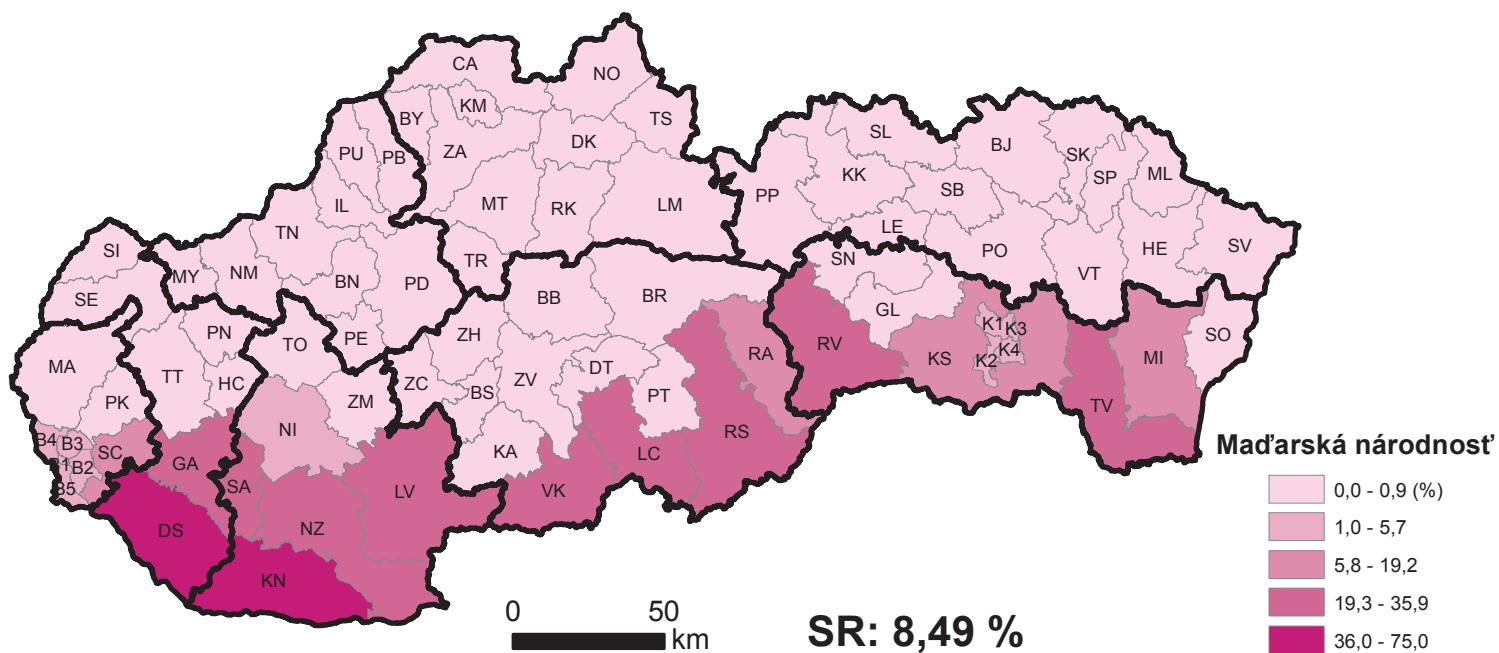 CA
NO
KM
BY
TS
SL
BJ
DK
PU
PB
ZA
SK
ML
SP
KK
SB
PP
MT
RK
LM
IL
LE
TN
SI
PO
HE
SV
MY
NM
TR
SN
VT
BN
PD
SE
BB
BR
GL
PN
K1
K3
TO
PE
ZH
SO
RV
K4
RA
KS
K2
MI
MA
TT
HC
DT
ZC
ZV
BS
PT
PK
ZM
TV
NI
RS
B4
B3
SC
KA
LC
GA
B1
B2
B5
SA
LV
VK
DS
NZ
KN
Maďarská národnosť
0,0 - 0,9 (%)
1,0 - 5,7
5,8 - 19,2
19,3 - 35,9
36,0 - 75,0
0 50
km
SR: 8,49 %